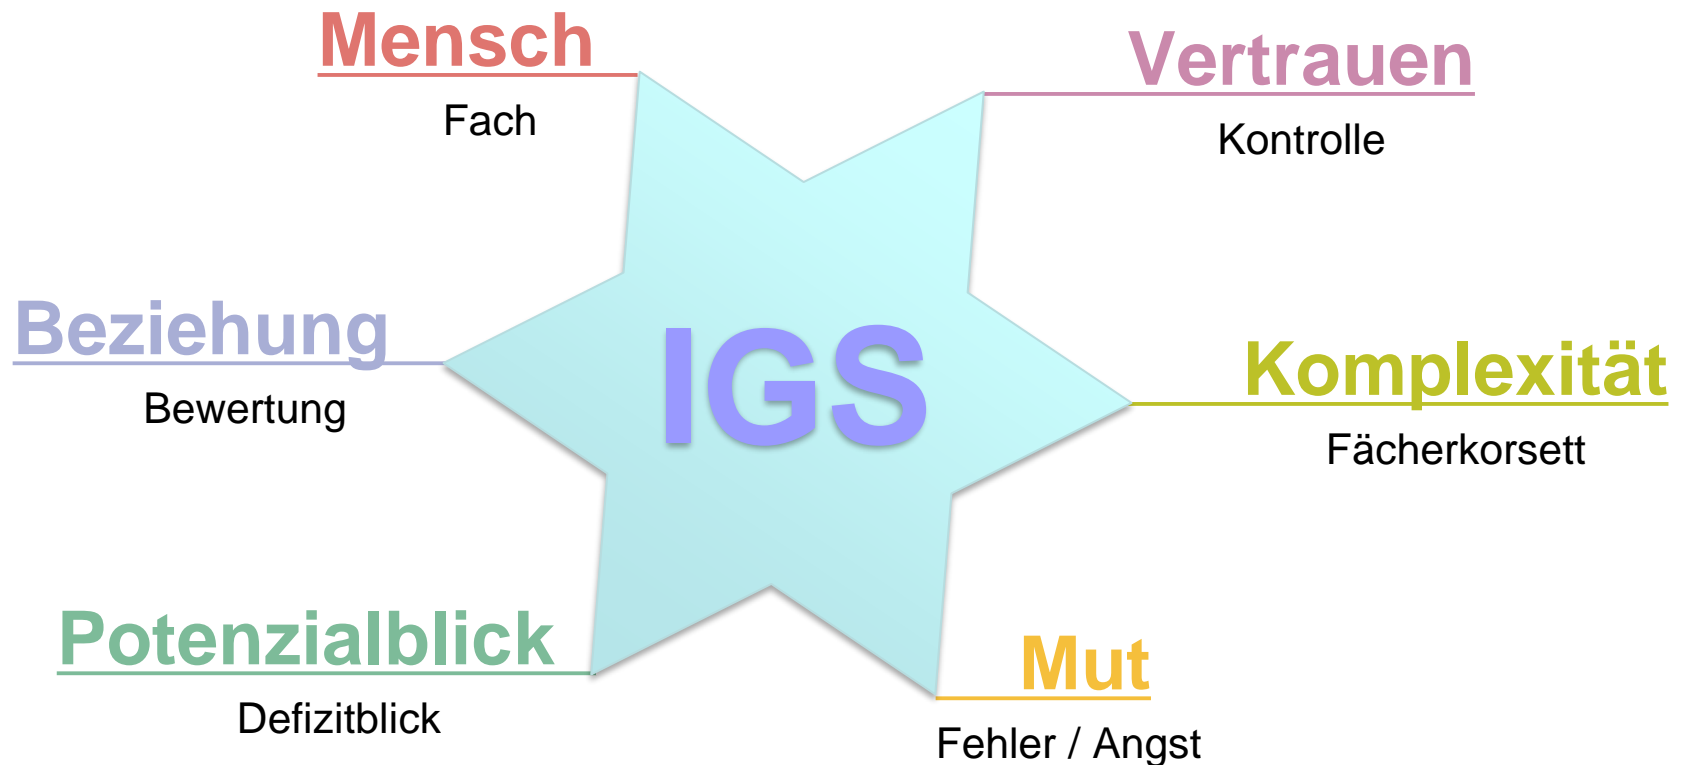 Mensch
Fach
Vertrauen
Kontrolle
Beziehung
Bewertung
IGS
Komplexität
Fächerkorsett
Potenzialblick
Defizitblick
Mut
Fehler / Angst